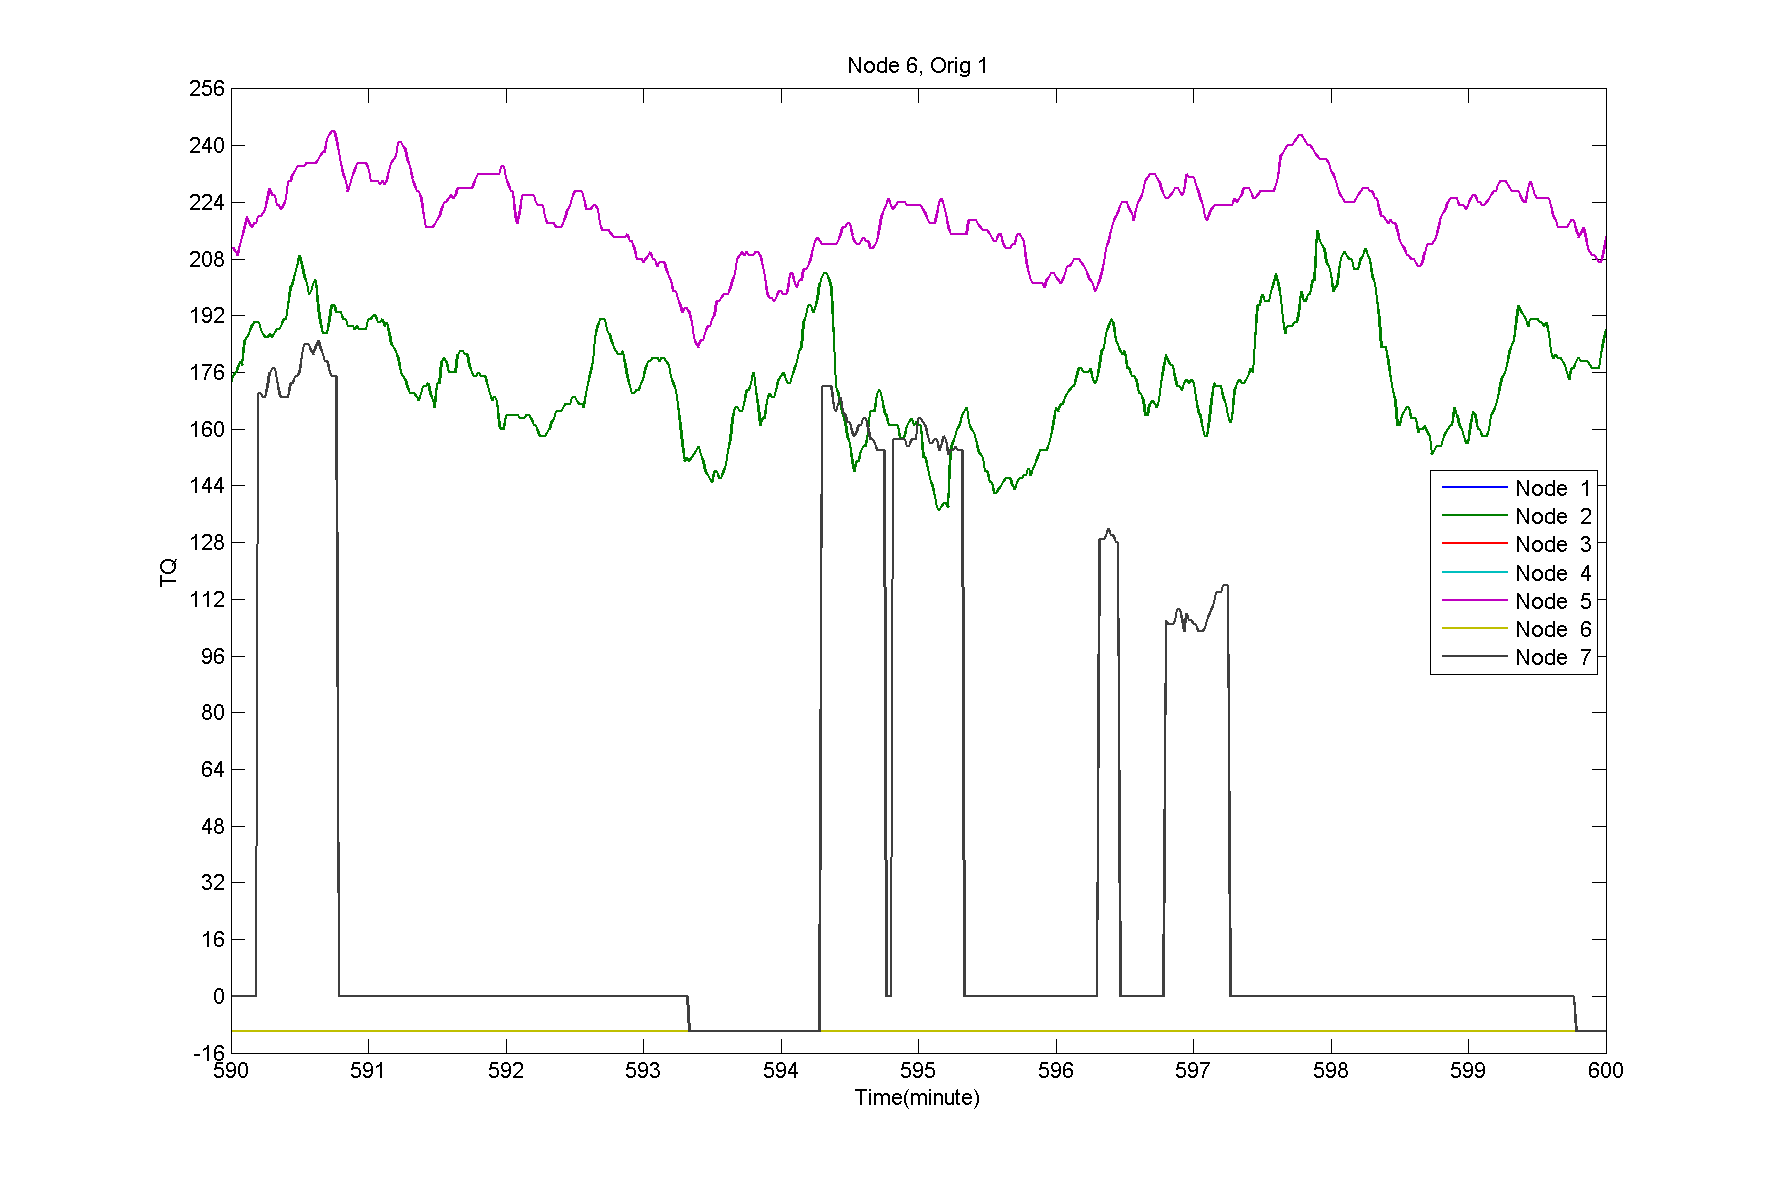 Node 6, Orig 1
256
240
224
208
192
176
160
144
128
112
96
80
64
48
32
16
0
-16
TQ
Node 1
Node 2
Node 3
Node 4
Node 5
Node 6
Node 7
590 591 592 593 594 595 596 597 598 599 600
Time(minute)